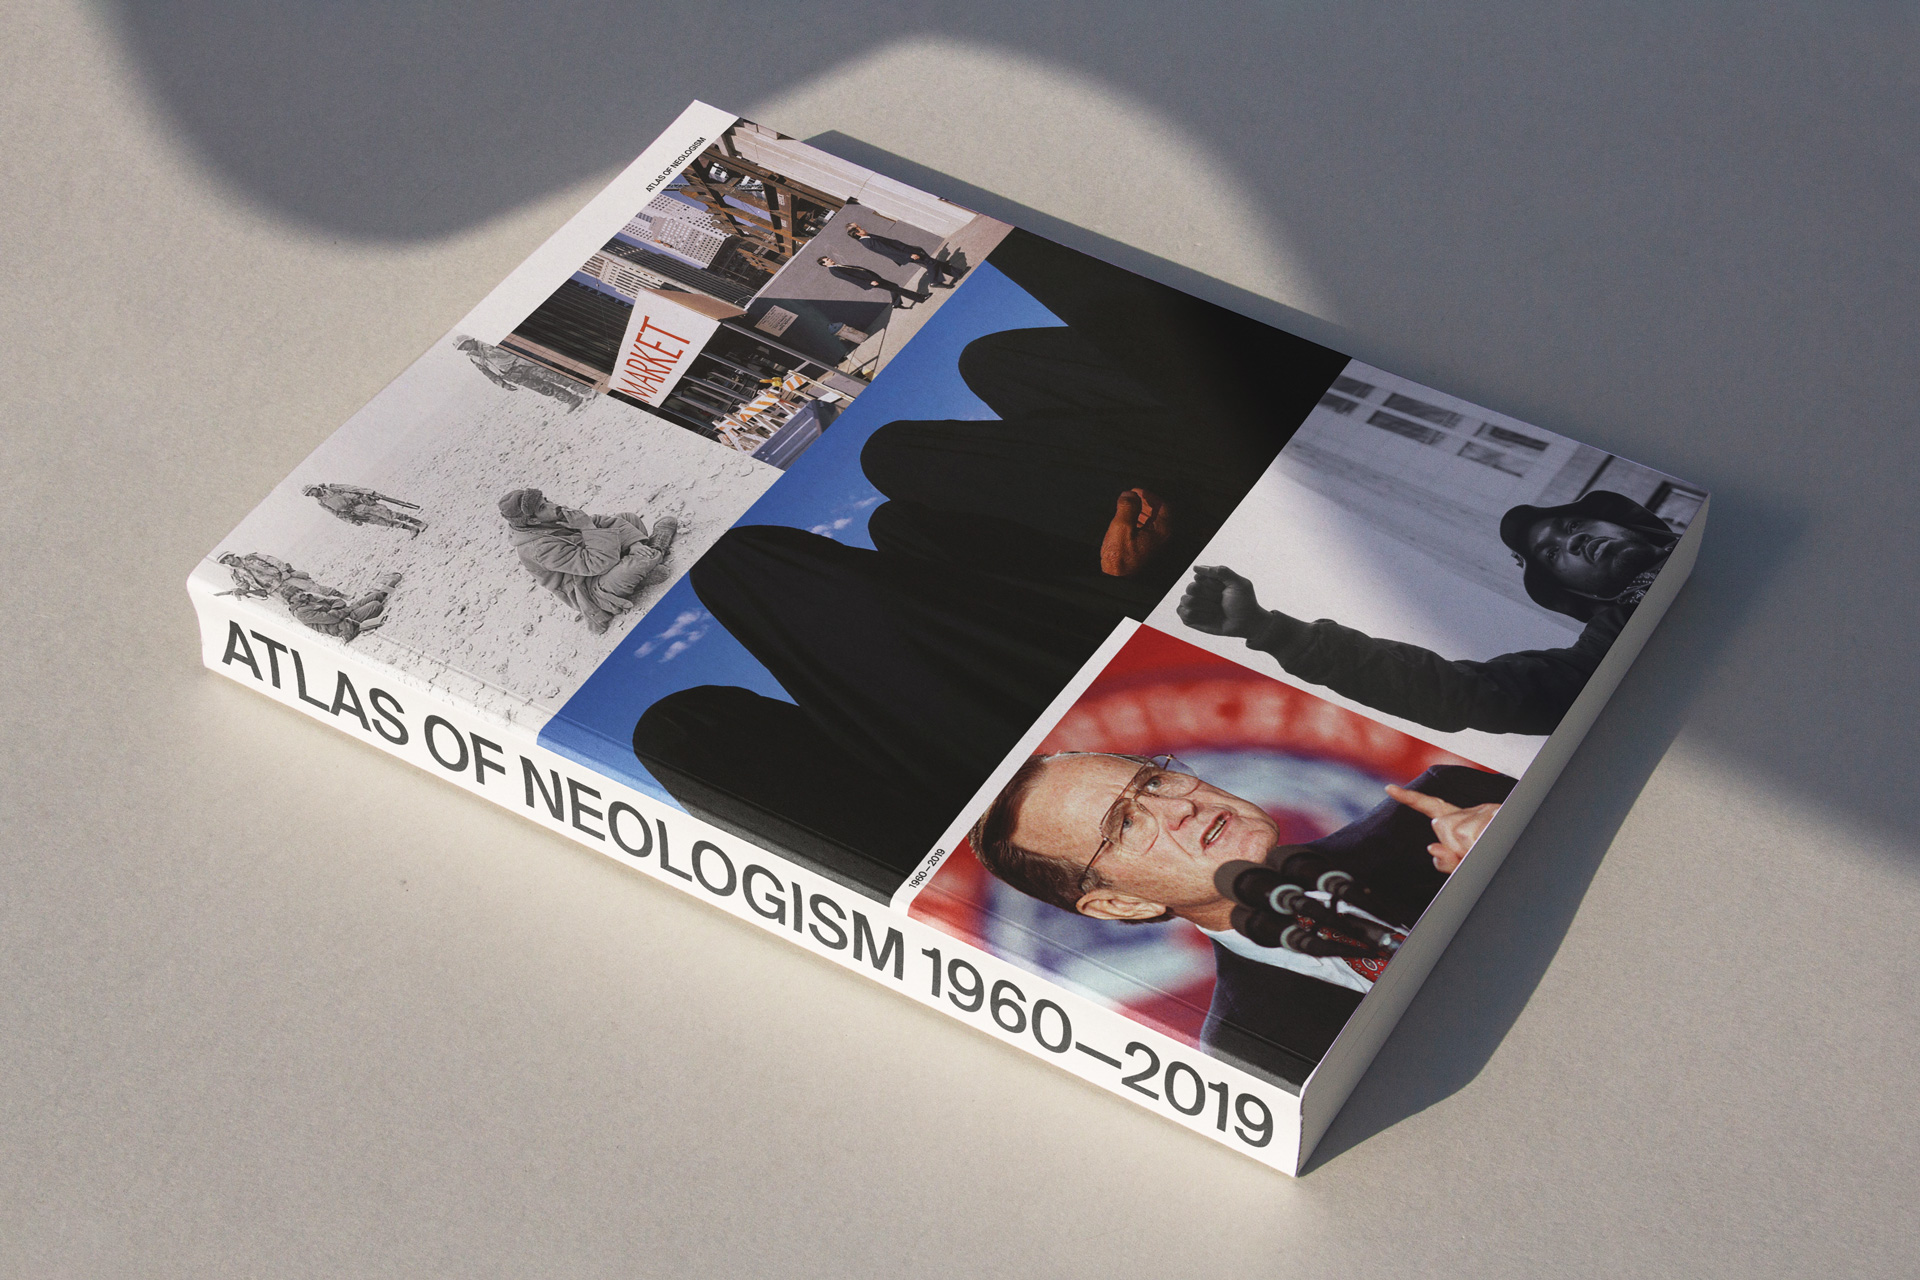 ATLAS OF NEOLOGISM
MARKET
1960 – 2019
ATLAS OF NEOLOGISM 1960–2019